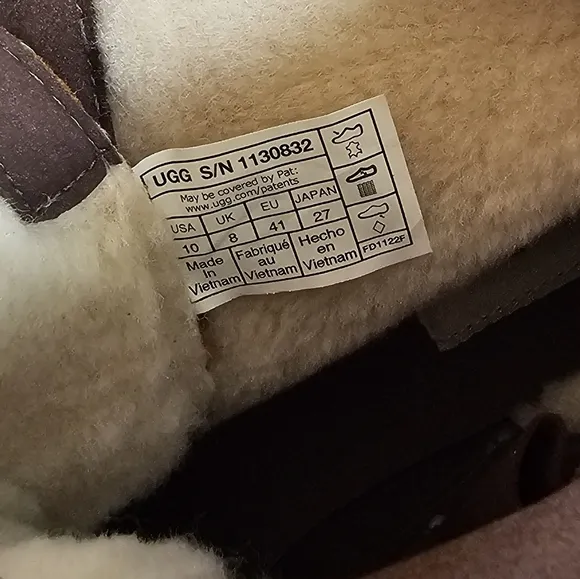 UGG S/N 1130832
May be covered by Pat:
www.ugg.com/patents
USA UK EU JAPAN
10 8 41 27
Made in Vietnam
Fabriqué au Vietnam
Hecho en Vietnam
FD1122F